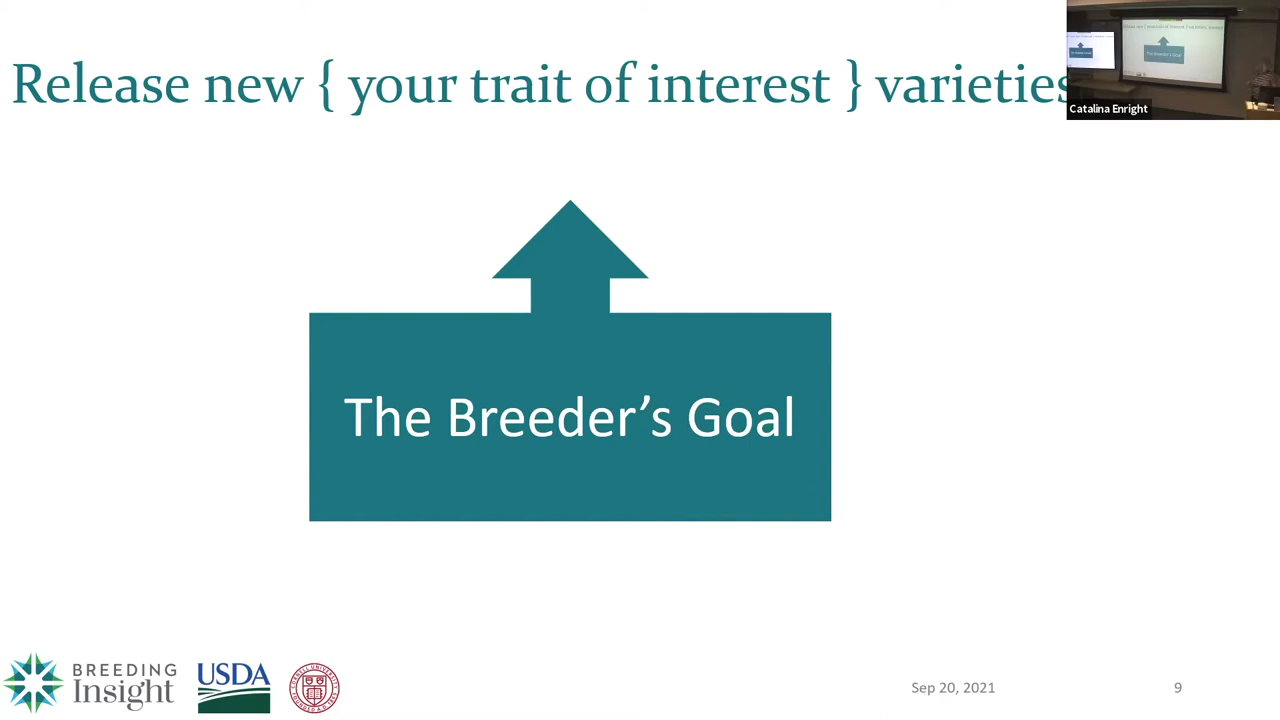 Release new { your trait of interest } varieties
Catalina Enright
The Breeder's Goal
BREEDING
Insight
USDA
Sep 20, 2021
9